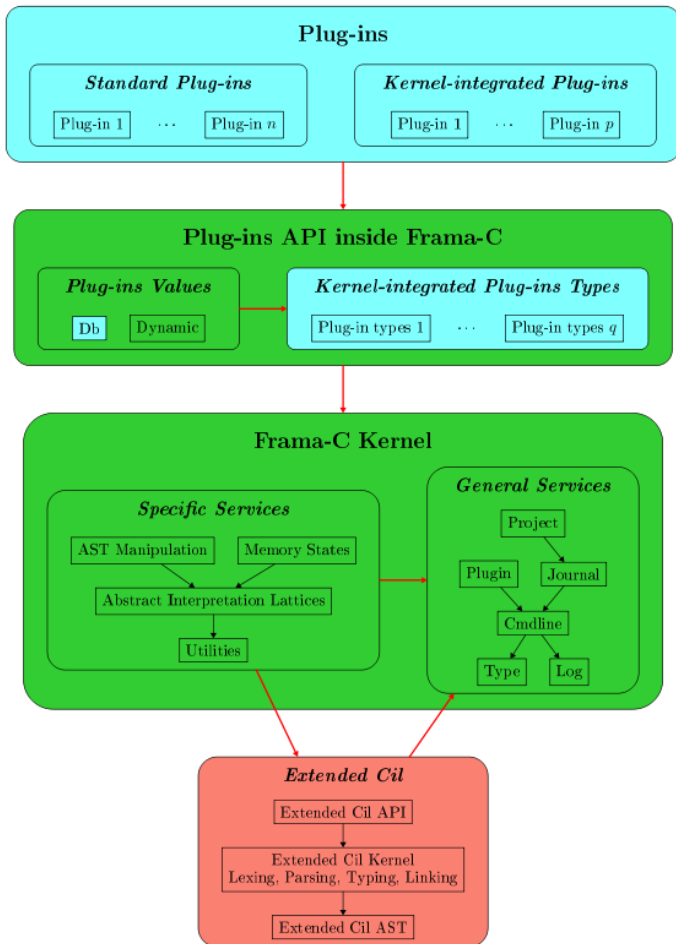 Plug-ins
Standard Plug-ins
Plug-in 1 ... Plug-in n
Kernel-integrated Plug-ins
Plug-in 1 ... Plug-in p
Plug-ins API inside Frama-C
Plug-ins Values
Db Dynamic
Kernel-integrated Plug-ins Types
Plug-in types 1 ... Plug-in types q
Frama-C Kernel
Specific Services
AST Manipulation Memory States
Abstract Interpretation Lattices
Utilities
General Services
Project
Plugin Journal
Cmdline
Type Log
Extended Cil
Extended Cil API
Extended Cil Kernel
Lexing, Parsing, Typing, Linking
Extended Cil AST